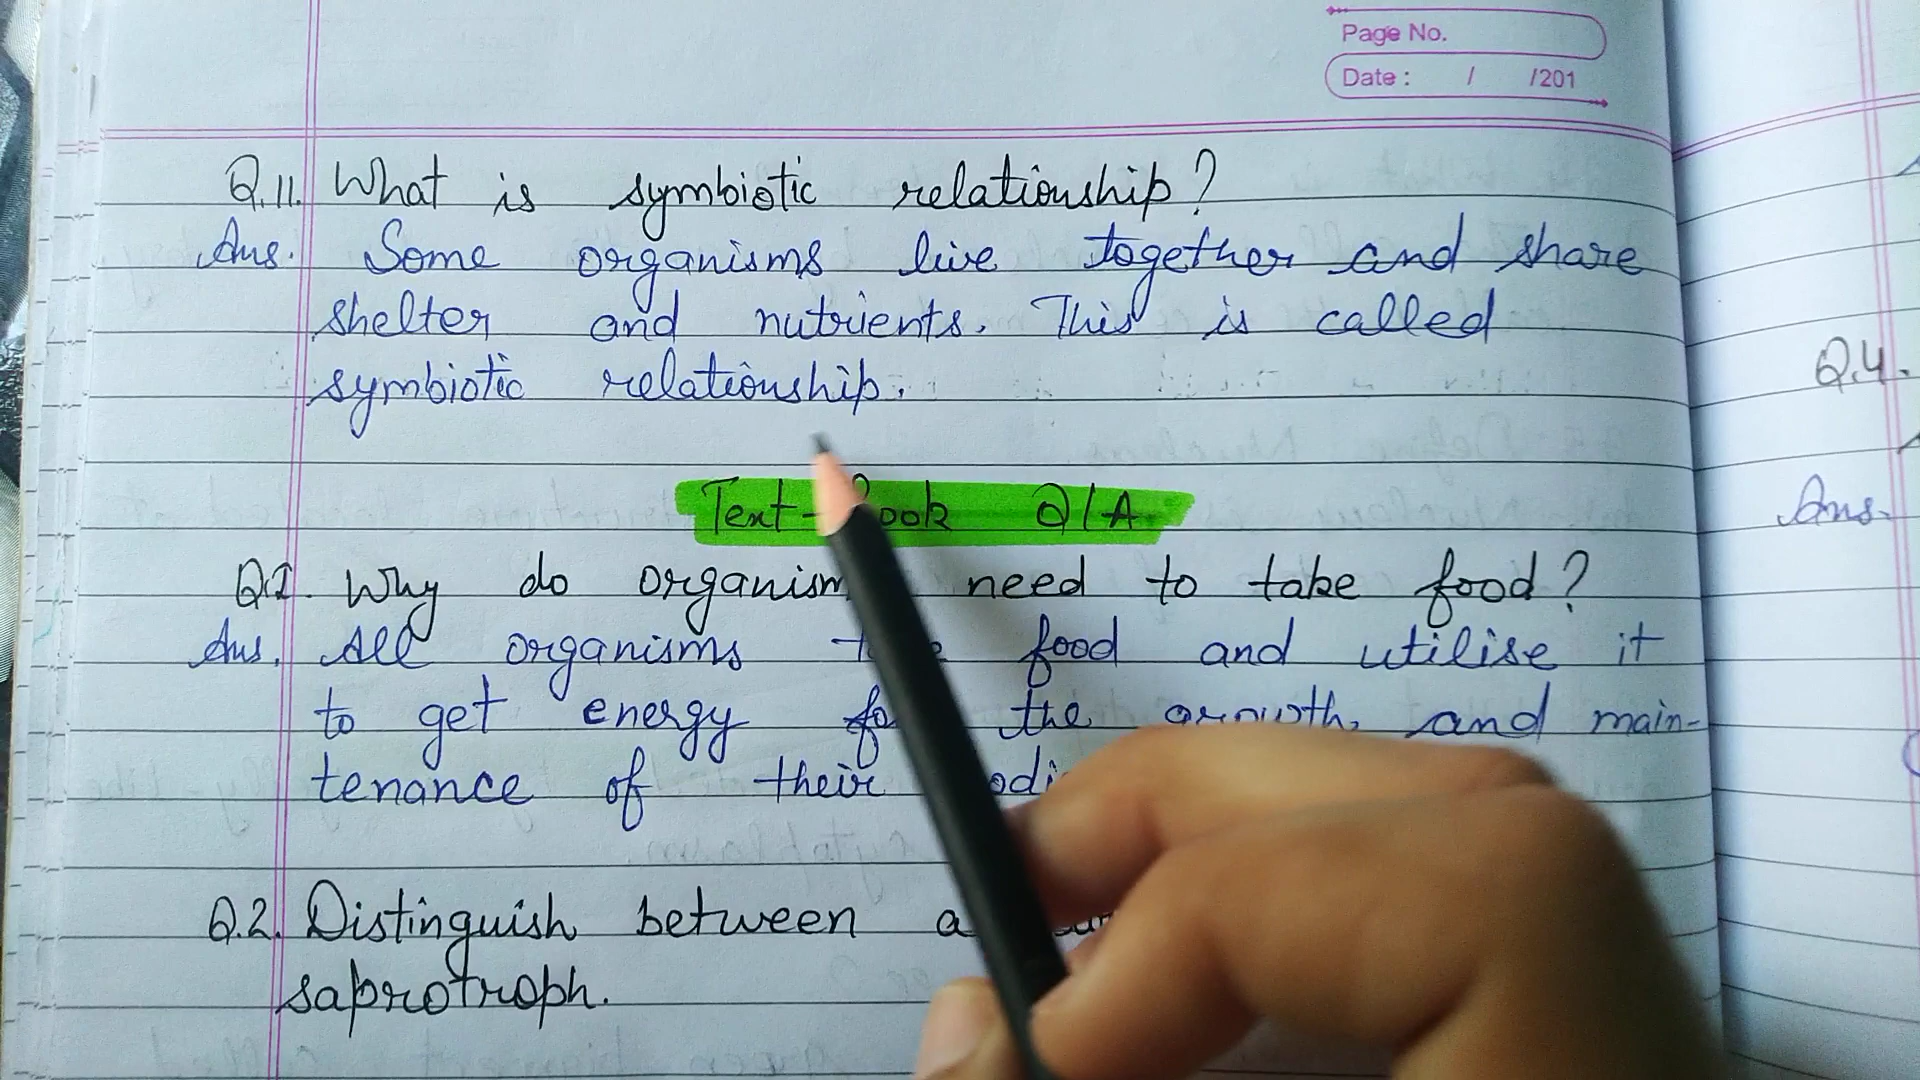 Page No.
Date : / /201
Q.11. What is symbiotic relationship?
Ans. Some organisms live together and share
shelter and nutrients. This is called
symbiotic relationship.
Text-Book Q/A
Q.1. Why do organism need to take food?
Ans. All organisms food and utilise it
to get energy the growth, and main-
tenance of their
Q.2. Distinguish between a
saprotroph.
Q.4.
Ans.